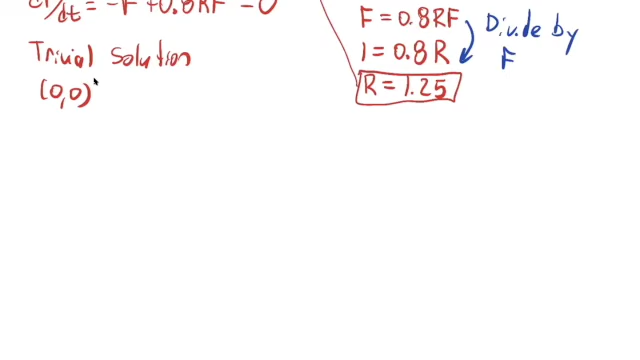 dF/dt = -F + 0.8RF = 0
Trivial Solution
(0,0)
F = 0.8RF
1 = 0.8R
R = 1.25
Divide by
F